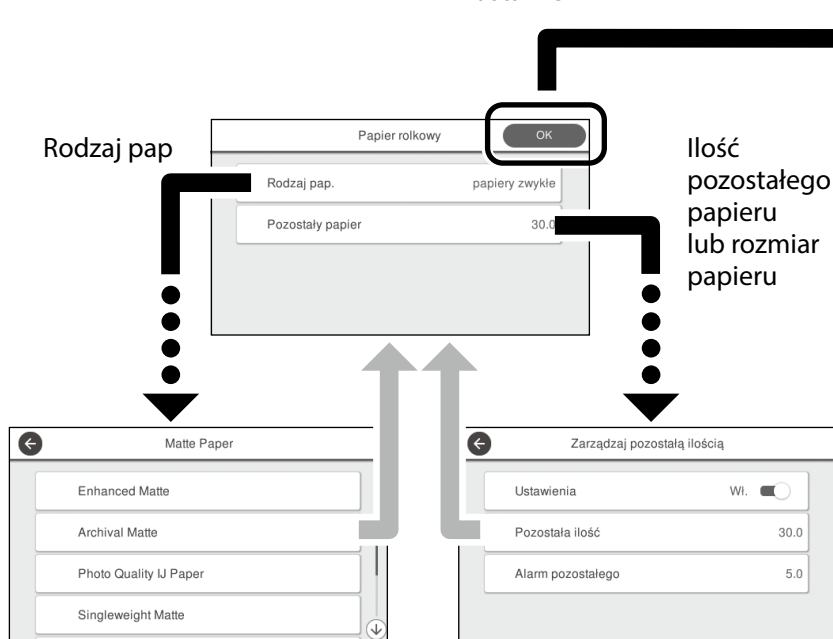 Papier rolkowy
OK
Rodzaj pap
Rodzaj pap.
papiery zwykłe
Pozostały papier
30.0
Ilość
pozostałego
papieru
lub rozmiar
papieru
Matte Paper
Enhanced Matte
Archival Matte
Photo Quality IJ Paper
Singleweight Matte
Zarządzaj pozostałą ilością
Ustawienia
Wł.
Pozostała ilość
30.0
Alarm pozostałego
5.0